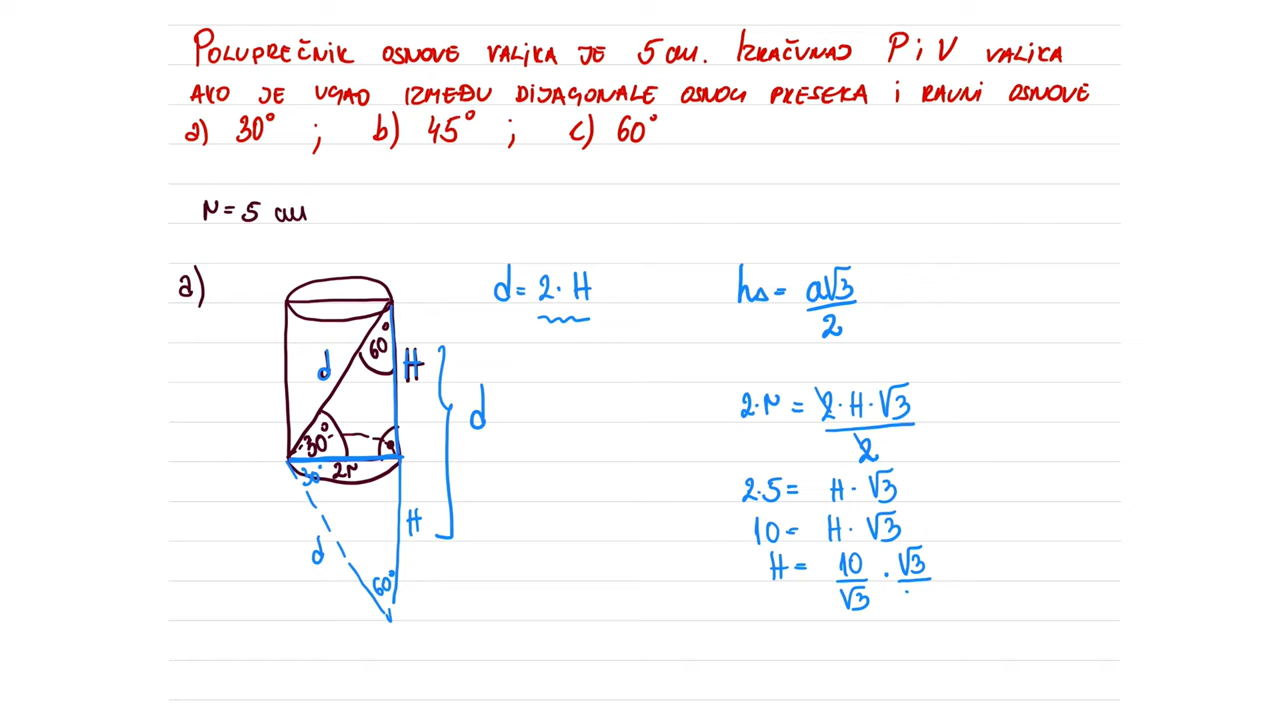 POLUPREČNIK OSNOVE VALJKA JE 5 cm. IZRAČUNAJ P i V VALJKA
AKO JE UGAO IZMEĐU DIJAGONALE OSNOG PRESEKA i RAVNI OSNOVE
a) 30° ; b) 45° ; c) 60°
r = 5 cm
a)
60°
d
H
30°
2r
30°
H
d
60°
d
d = 2 · H
h△ = a√3/2
2·r = 2·H·√3/2
2·5 = H·√3
10 = H·√3
H = 10/√3 · √3/